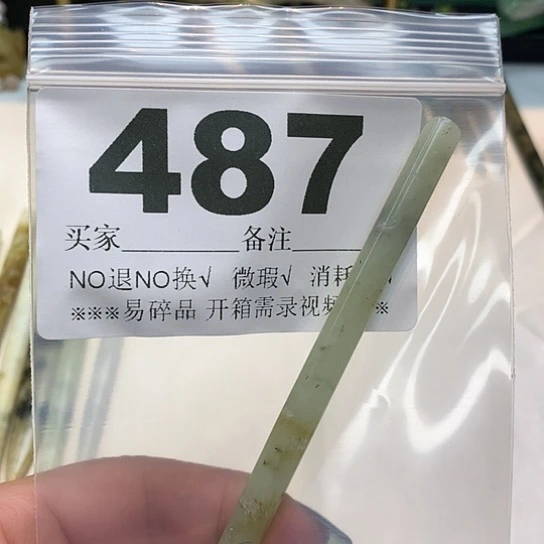 487
买家________备注______
NO退NO换√ 微瑕√ 消耗 √
※※※易碎品 开箱需录视频 ※